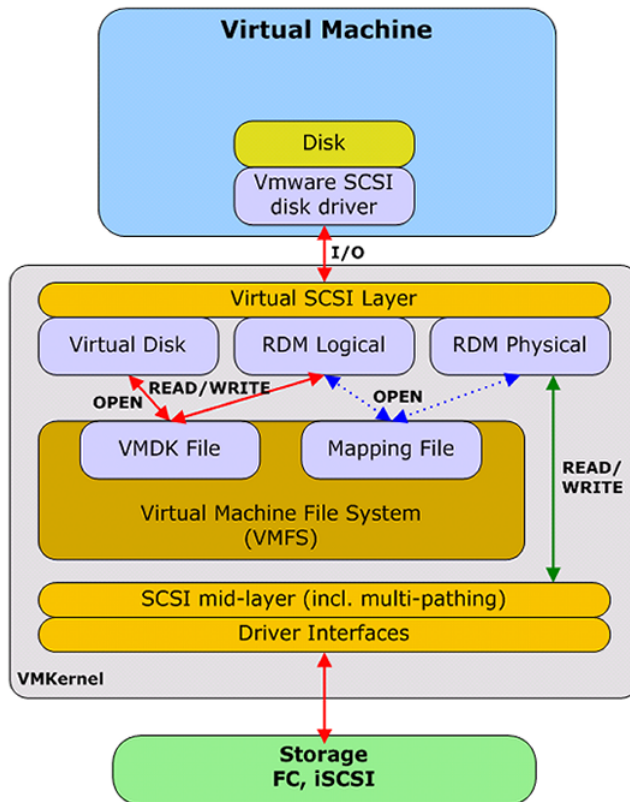 Virtual Machine
Disk
Vmware SCSI
disk driver
I/O
Virtual SCSI Layer
Virtual Disk
RDM Logical
RDM Physical
READ/WRITE
OPEN
OPEN
VMDK File
Mapping File
READ/
WRITE
Virtual Machine File System
(VMFS)
SCSI mid-layer (incl. multi-pathing)
Driver Interfaces
VMKernel
Storage
FC, iSCSI